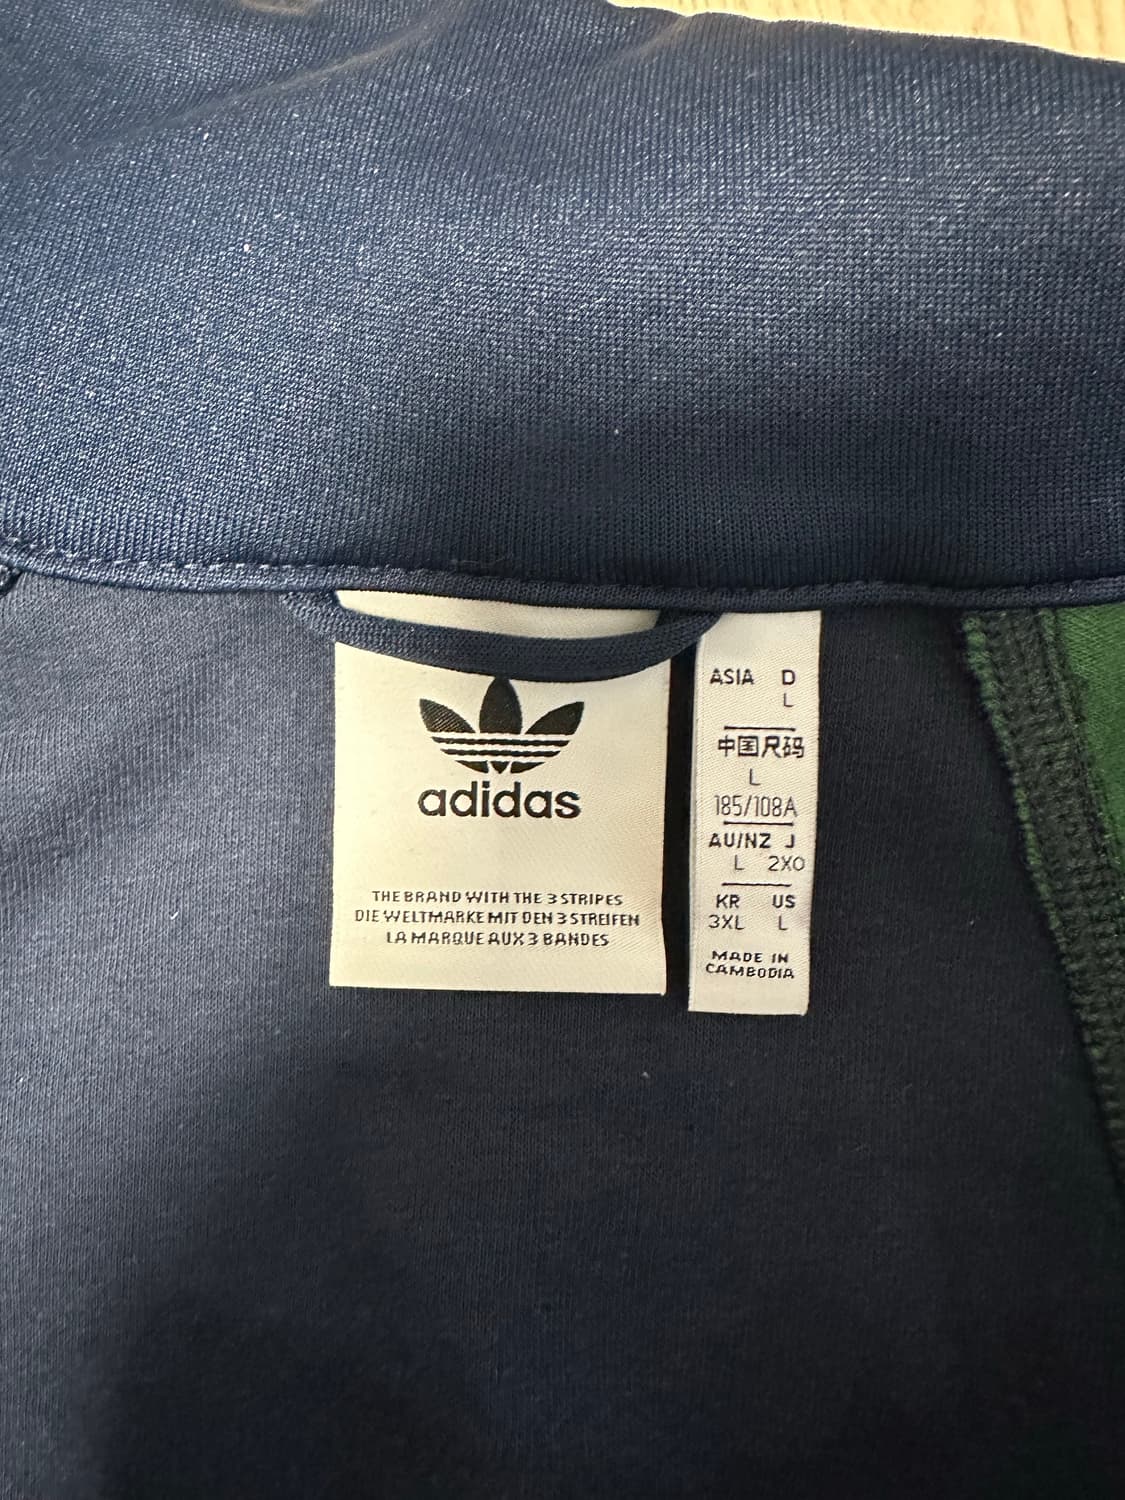 adidas
THE BRAND WITH THE 3 STRIPES
DIE WELTMARKE MIT DEN 3 STREIFEN
LA MARQUE AUX 3 BANDES
ASIA D
L
中国尺码
L
185/108A
AU/NZ J
L 2XO
KR US
3XL L
MADE IN
CAMBODIA